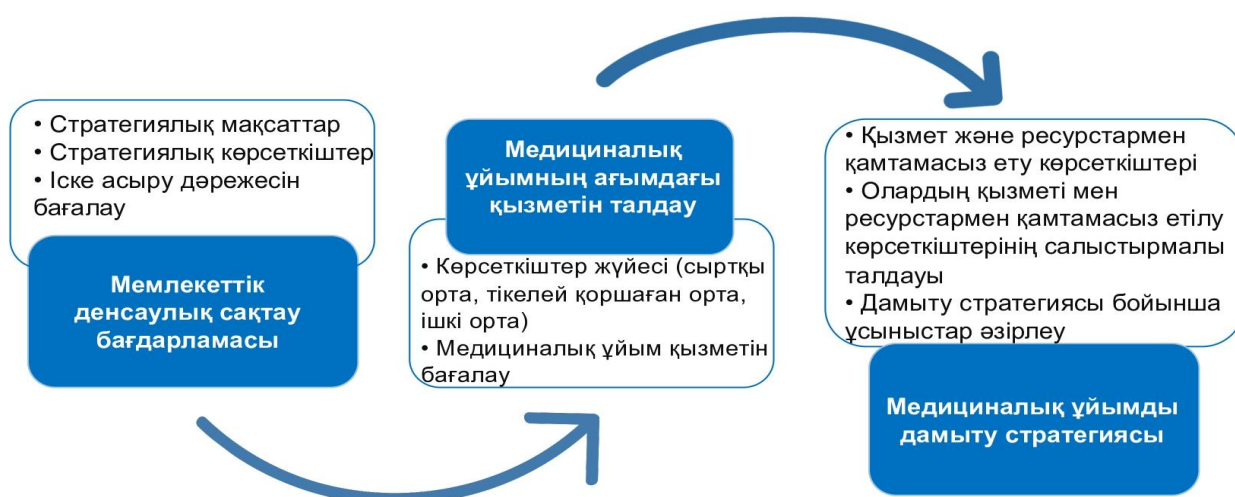 • Стратегиялық мақсаттар
• Стратегиялық көрсеткіштер
• Іске асыру дәрежесін
бағалау
Мемлекеттік
денсаулық сақтау
бағдарламасы
Медициналық
ұйымның ағымдағы
қызметін талдау
• Көрсеткіштер жүйесі (сыртқы
орта, тікелей қоршаған орта,
ішкі орта)
• Медициналық ұйым қызметін
бағалау
• Қызмет және ресурстармен
қамтамасыз ету көрсеткіштері
• Олардың қызметі мен
ресурстармен қамтамасыз етілу
көрсеткіштерінің салыстырмалы
талдауы
• Дамыту стратегиясы бойынша
ұсыныстар әзірлеу
Медициналық ұйымды
дамыту стратегиясы